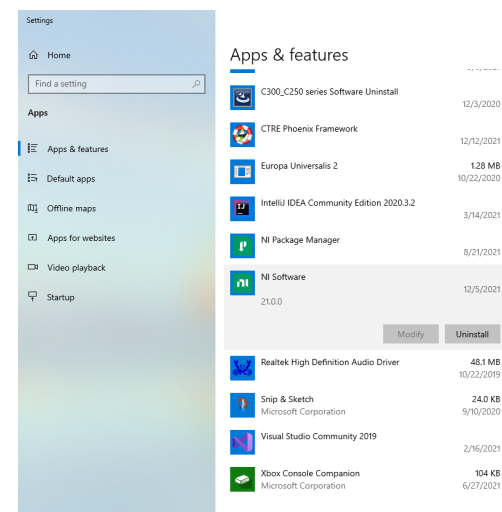 Settings
Home
Find a setting
Apps
Apps & features
Default apps
Offline maps
Apps for websites
Video playback
Startup
Apps & features
C300_C250 series Software Uninstall
12/3/2020
CTRE Phoenix Framework
12/12/2021
Europa Universalis 2 1.28 MB
10/22/2020
IntelliJ IDEA Community Edition 2020.3.2
3/14/2021
NI Package Manager
8/21/2021
NI Software
12/5/2021
21.0.0
Modify Uninstall
Realtek High Definition Audio Driver 48.1 MB
10/22/2019
Snip & Sketch 24.0 KB
Microsoft Corporation 9/10/2020
Visual Studio Community 2019
2/16/2021
Xbox Console Companion 104 KB
Microsoft Corporation 6/27/2021